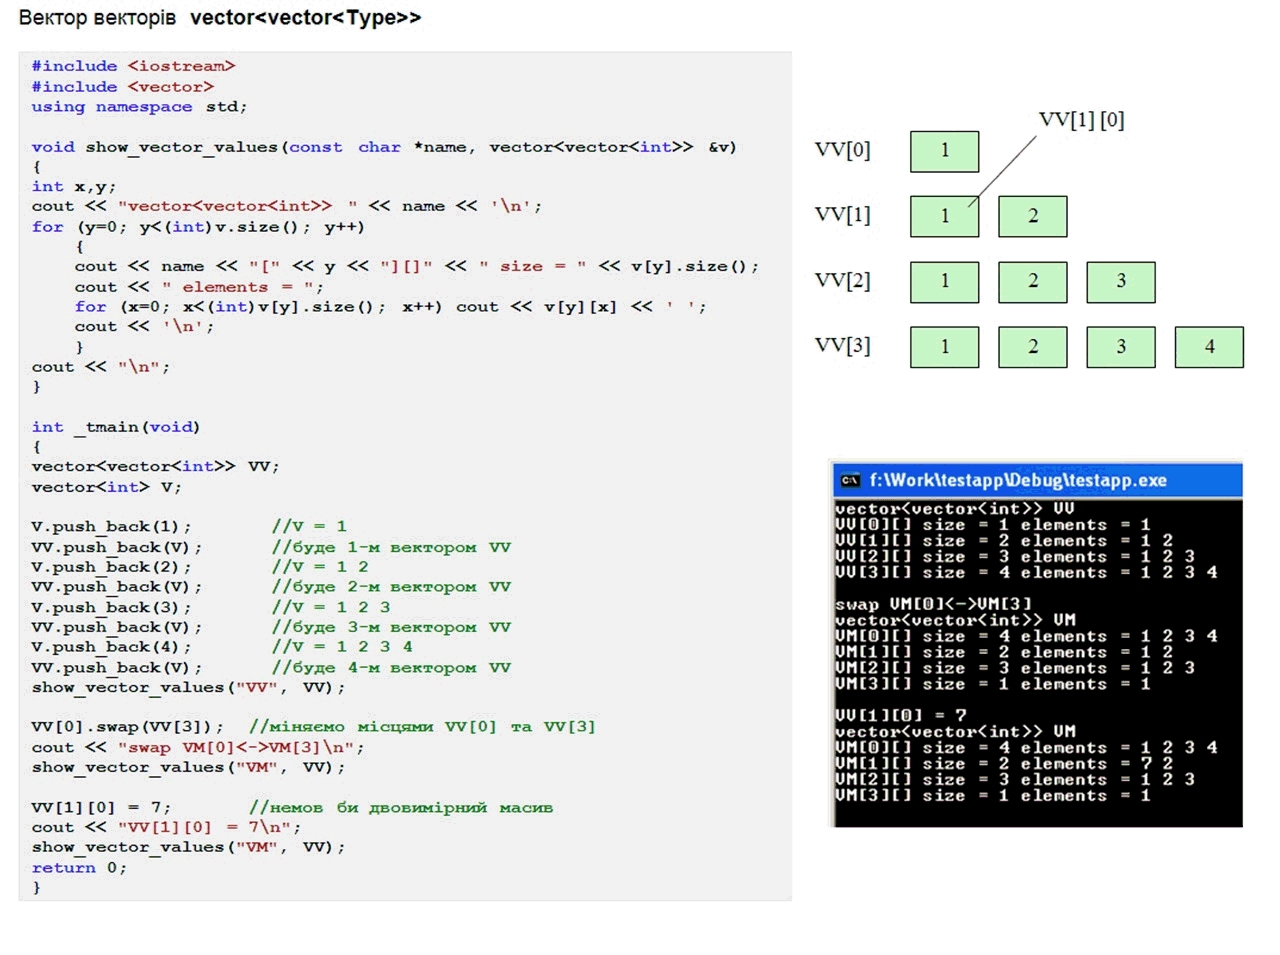 Вектор векторів vector<vector<Type>>
#include <iostream>
#include <vector>
using namespace std;
void show_vector_values(const char *name, vector<vector<int>> &v)
{
int x,y;
cout << "vector<vector<int>> " << name << '\n';
for (y=0; y<(int)v.size(); y++)
{
cout << name << "[" << y << "][]" << " size = " << v[y].size();
cout << " elements = ";
for (x=0; x<(int)v[y].size(); x++) cout << v[y][x] << ' ';
cout << '\n';
}
cout << "\n";
}
int _tmain(void)
{
vector<vector<int>> VV;
vector<int> V;
V.push_back(1); //V = 1
VV.push_back(V); //буде 1-м вектором VV
V.push_back(2); //V = 1 2
VV.push_back(V); //буде 2-м вектором VV
V.push_back(3); //V = 1 2 3
VV.push_back(V); //буде 3-м вектором VV
V.push_back(4); //V = 1 2 3 4
VV.push_back(V); //буде 4-м вектором VV
show_vector_values("VV", VV);
VV[0].swap(VV[3]); //міняємо місцями VV[0] та VV[3]
cout << "swap VM[0]<->VM[3]\n";
show_vector_values("VM", VV);
VV[1][0] = 7; //немов би двовимірний масив
cout << "VV[1][0] = 7\n";
show_vector_values("VM", VV);
return 0;
}
VV[1][0]
VV[0] 1
VV[1] 1 2
VV[2] 1 2 3
VV[3] 1 2 3 4
f:\Work\testapp\Debug\testapp.exe
vector<vector<int>> VV
VV[0][] size = 1 elements = 1
VV[1][] size = 2 elements = 1 2
VV[2][] size = 3 elements = 1 2 3
VV[3][] size = 4 elements = 1 2 3 4
swap VM[0]<->VM[3]
vector<vector<int>> VM
VM[0][] size = 4 elements = 1 2 3 4
VM[1][] size = 2 elements = 1 2
VM[2][] size = 3 elements = 1 2 3
VM[3][] size = 1 elements = 1
VV[1][0] = 7
vector<vector<int>> VM
VM[0][] size = 4 elements = 1 2 3 4
VM[1][] size = 2 elements = 7 2
VM[2][] size = 3 elements = 1 2 3
VM[3][] size = 1 elements = 1